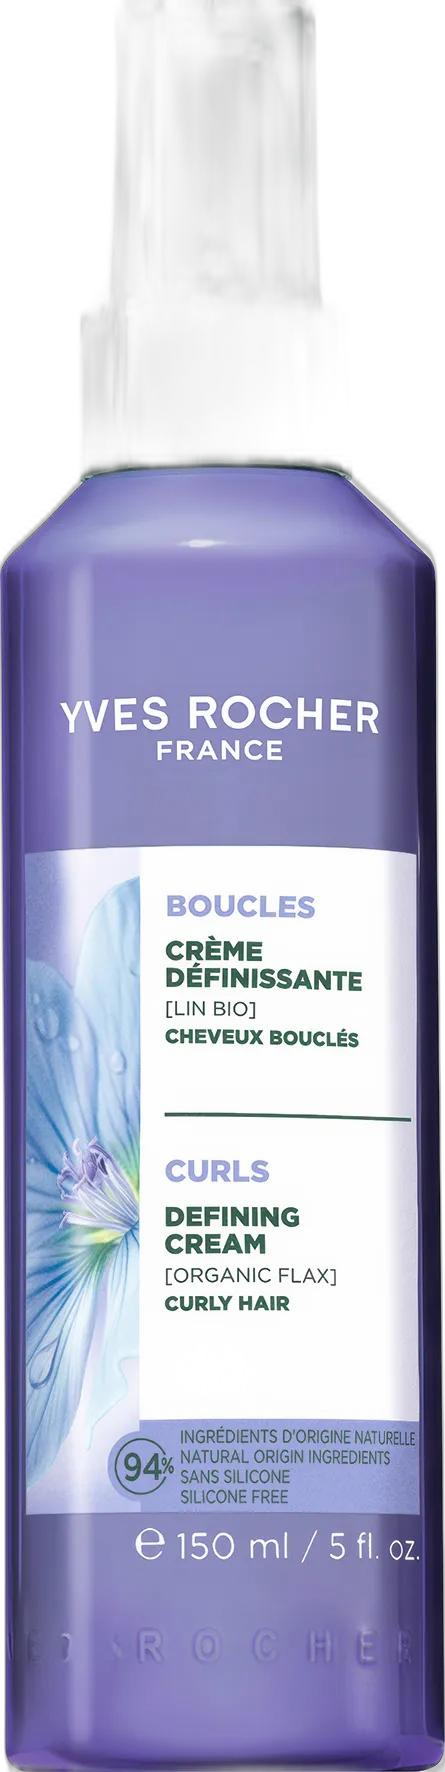 YVES ROCHER
FRANCE
BOUCLES
CRÈME
DÉFINISSANTE
[LIN BIO]
CHEVEUX BOUCLÉS
CURLS
DEFINING
CREAM
[ORGANIC FLAX]
CURLY HAIR
94%
INGRÉDIENTS D'ORIGINE NATURELLE
NATURAL ORIGIN INGREDIENTS
SANS SILICONE
SILICONE FREE
℮ 150 ml / 5 fl. oz.
ROCHER